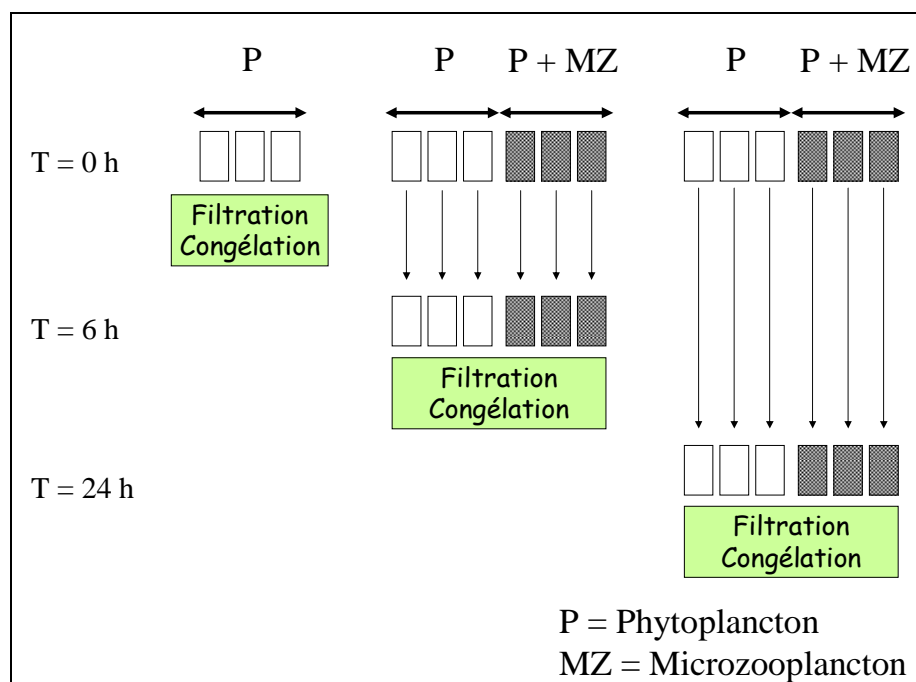 P P P + MZ P P + MZ
T = 0 h
Filtration
Congélation
T = 6 h
Filtration
Congélation
T = 24 h
Filtration
Congélation
P = Phytoplancton
MZ = Microzooplancton